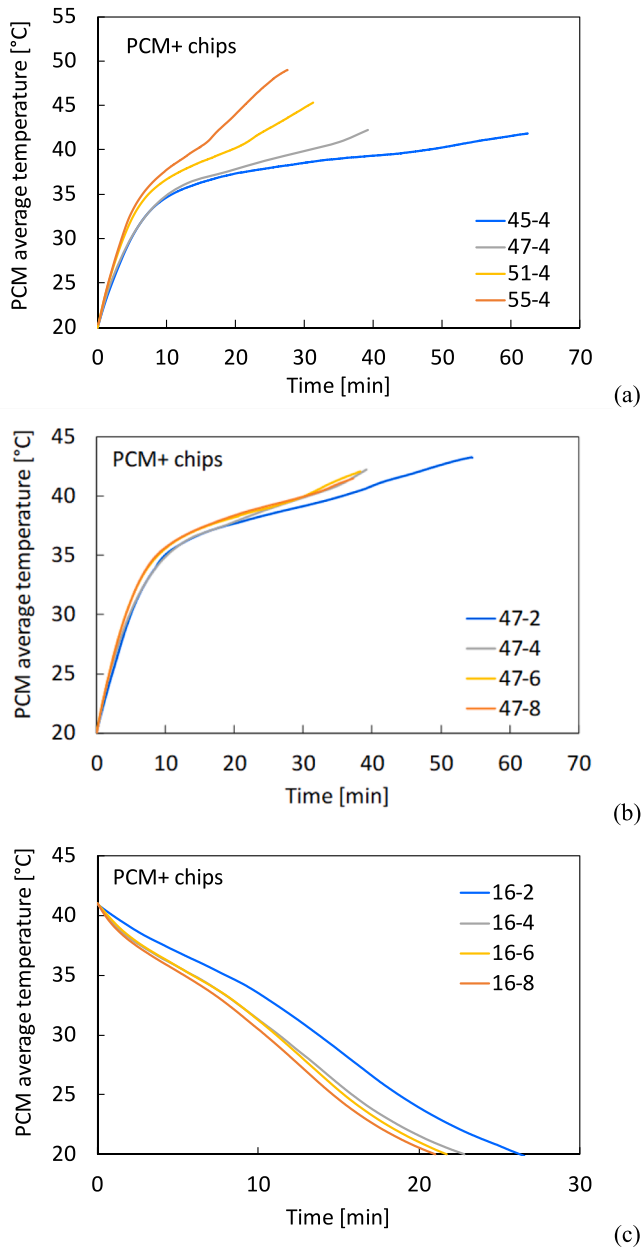 PCM average temperature [°C]
55
50
45
40
35
30
25
20
PCM+ chips
45-4
47-4
51-4
55-4
0 10 20 30 40 50 60 70
Time [min]
(a)
PCM average temperature [°C]
45
40
35
30
25
20
PCM+ chips
47-2
47-4
47-6
47-8
0 10 20 30 40 50 60 70
Time [min]
(b)
PCM average temperature [°C]
45
40
35
30
25
20
PCM+ chips
16-2
16-4
16-6
16-8
0 10 20 30
Time [min]
(c)